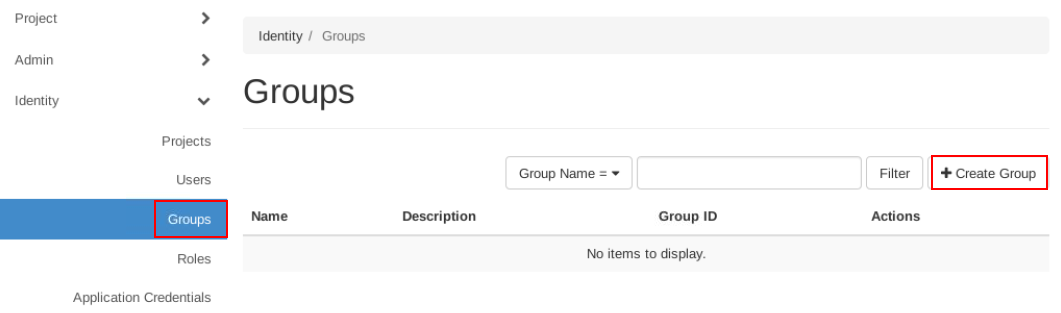 Project
Admin
Identity
Projects
Users
Groups
Roles
Application Credentials
Identity / Groups
Groups
Group Name = Filter + Create Group
Name Description Group ID Actions
No items to display.